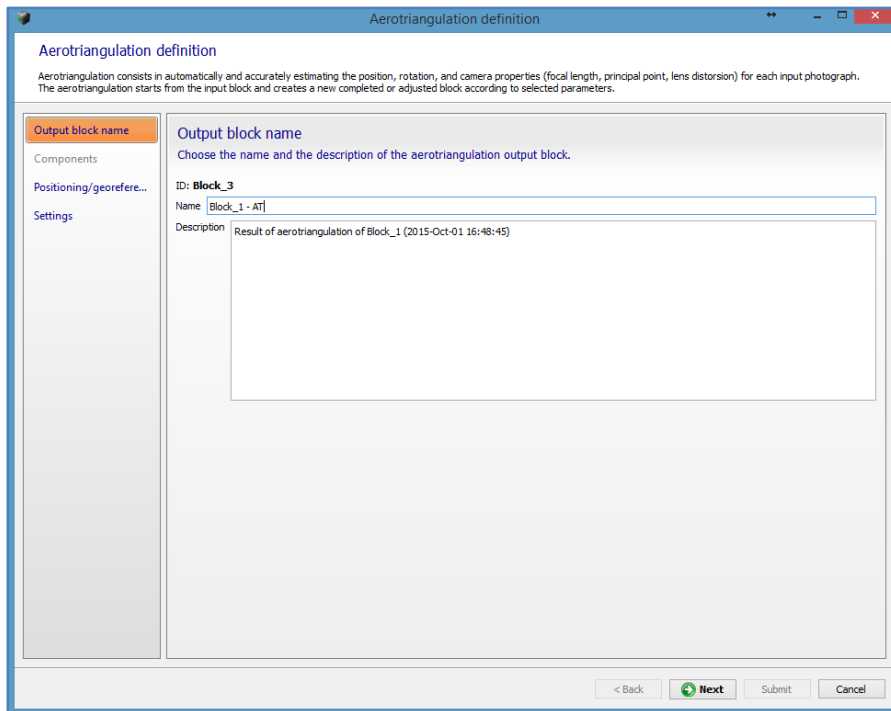 Aerotriangulation definition
Aerotriangulation definition
Aerotriangulation consists in automatically and accurately estimating the position, rotation, and camera properties (focal length, principal point, lens distorsion) for each input photograph.
The aerotriangulation starts from the input block and creates a new completed or adjusted block according to selected parameters.
Output block name
Components
Positioning/georefere...
Settings
Output block name
Choose the name and the description of the aerotriangulation output block.
ID: Block_3
Name Block_1 - AT
Description Result of aerotriangulation of Block_1 (2015-Oct-01 16:48:45)
< Back Next Submit Cancel